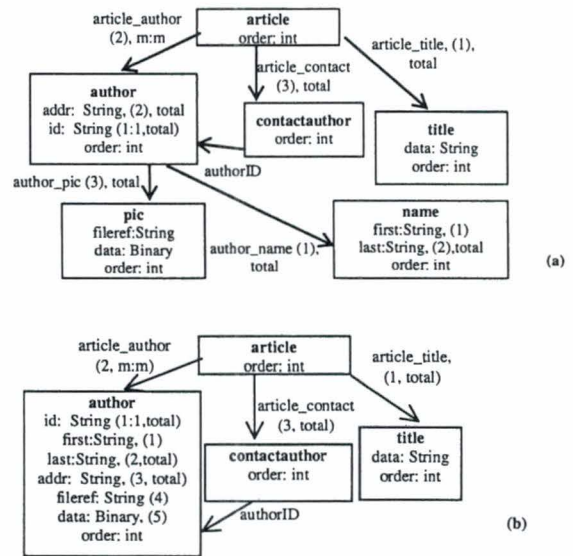 article_author
(2), m:m
article
order: int
article_title, (1),
total
article_contact
(3), total
author
addr: String, (2), total
id: String (1:1,total)
order: int
contactauthor
order: int
title
data: String
order: int
authorID
author_pic (3), total
pic
fileref:String
data: Binary
order: int
author_name (1),
total
name
first:String, (1)
last:String, (2),total
order: int
(a)
article_author
(2, m:m)
article
order: int
article_title,
(1, total)
author
id: String (1:1,total)
first:String, (1)
last:String, (2,total)
addr: String, (3, total)
fileref: String (4)
data: Binary, (5)
order: int
article_contact
(3, total)
contactauthor
order: int
title
data: String
order: int
authorID
(b)